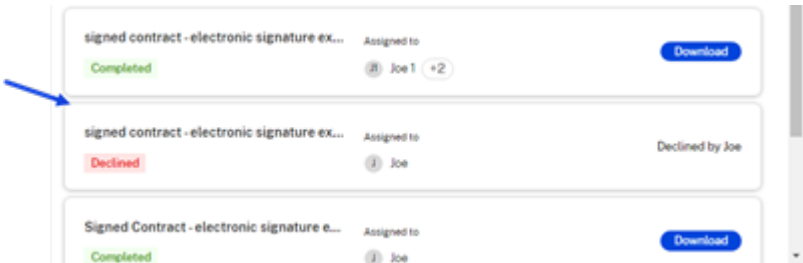 signed contract - electronic signature ex...
Assigned to
Download
Completed
JI Joe 1 +2
signed contract - electronic signature ex...
Assigned to
Declined by Joe
Declined
J Joe
Signed Contract - electronic signature e...
Assigned to
Download
Completed
J Joe